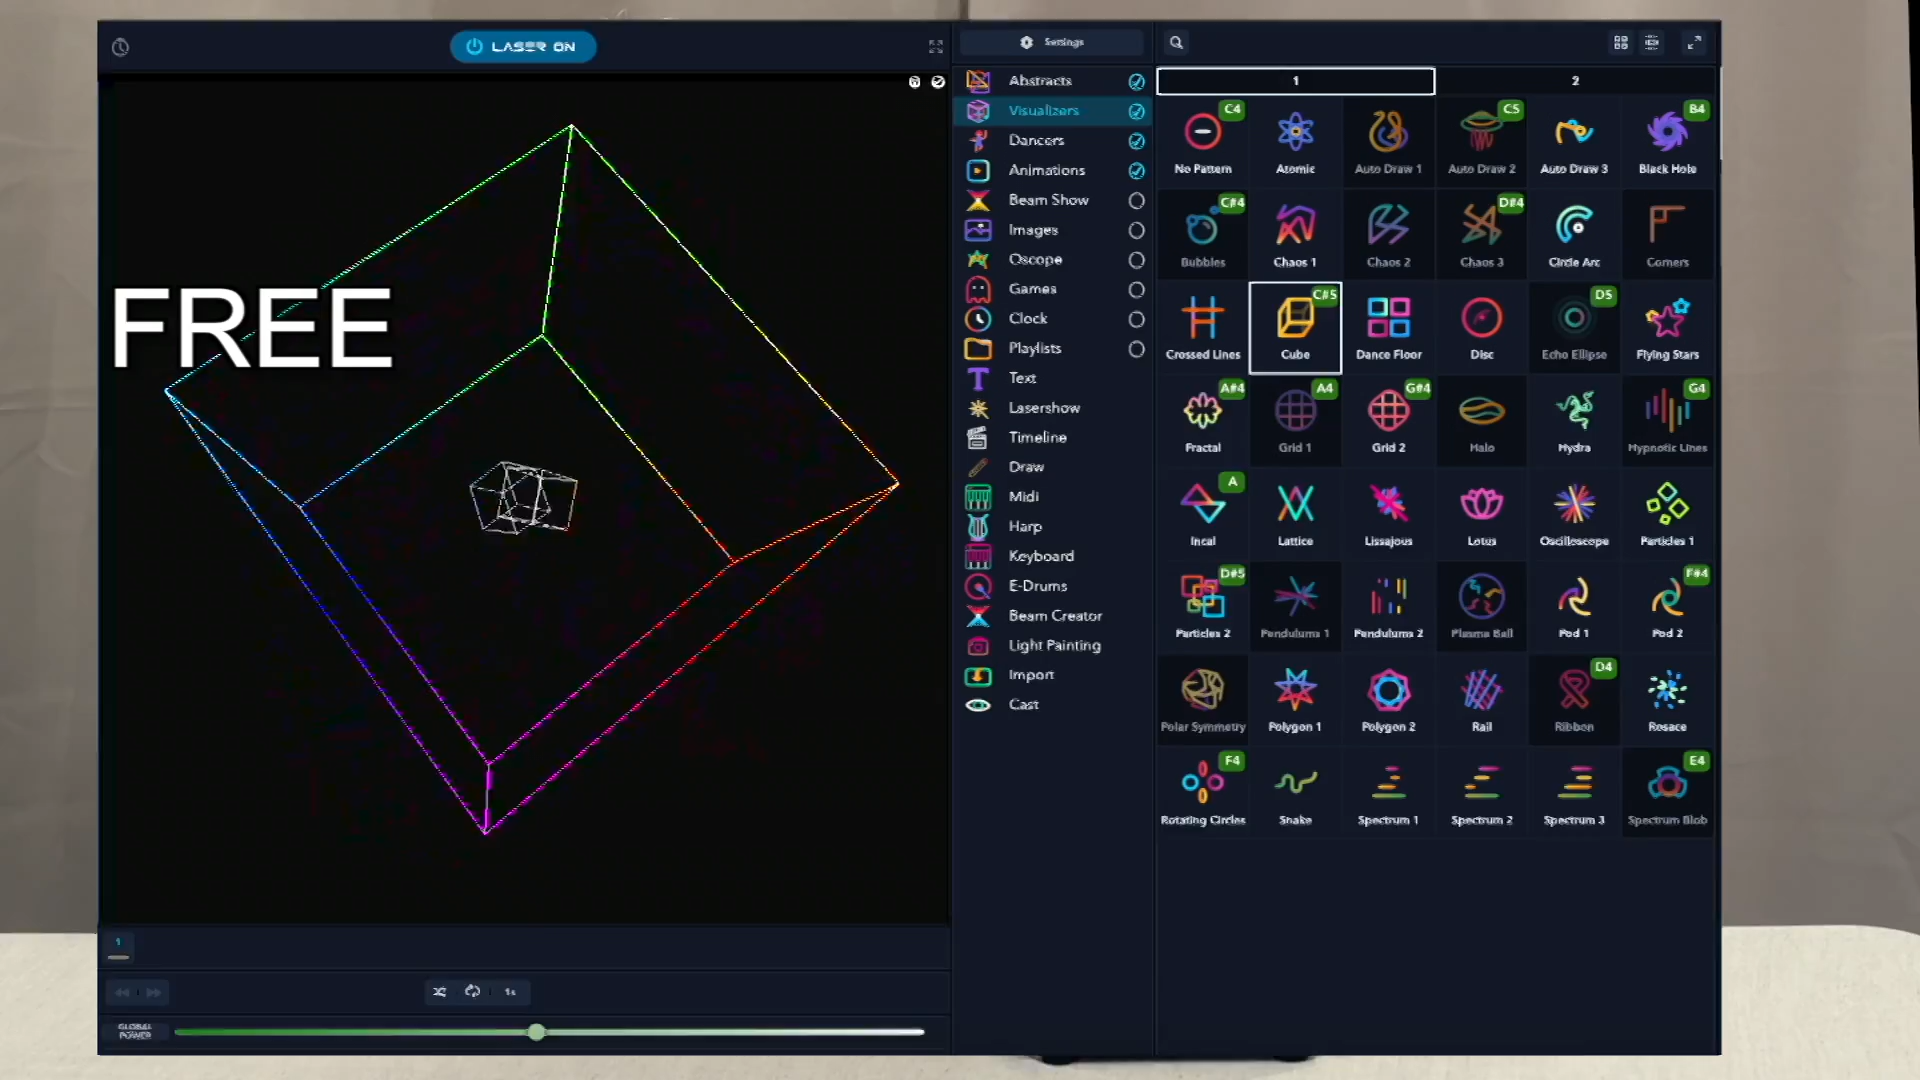 LASER ON
FREE
1
1s
GLOBAL POWER
Settings
Abstracts
Visualizers
Dancers
Animations
Beam Show
Images
Oscope
Games
Clock
Playlists
Text
Lasershow
Timeline
Draw
Midi
Harp
Keyboard
E-Drums
Beam Creator
Light Painting
Import
Cast
1 2
C4 C5 B4
No Pattern Atomic Auto Draw 1 Auto Draw 2 Auto Draw 3 Black Hole
C#4 D#4
Bubbles Chaos 1 Chaos 2 Chaos 3 Circle Arc Corners
C#5 D5
Crossed Lines Cube Dance Floor Disc Echo Ellipse Flying Stars
A#4 A4 G#4 G4
Fractal Grid 1 Grid 2 Halo Hydra Hypnotic Lines
A
Incal Lattice Lissajous Lotus Oscilloscope Particles 1
D#5 F#4
Particles 2 Pendulums 1 Pendulums 2 Plasma Ball Pod 1 Pod 2
D4
Polar Symmetry Polygon 1 Polygon 2 Rail Ribbon Rosace
F4 E4
Rotating Circles Snake Spectrum 1 Spectrum 2 Spectrum 3 Spectrum Blob